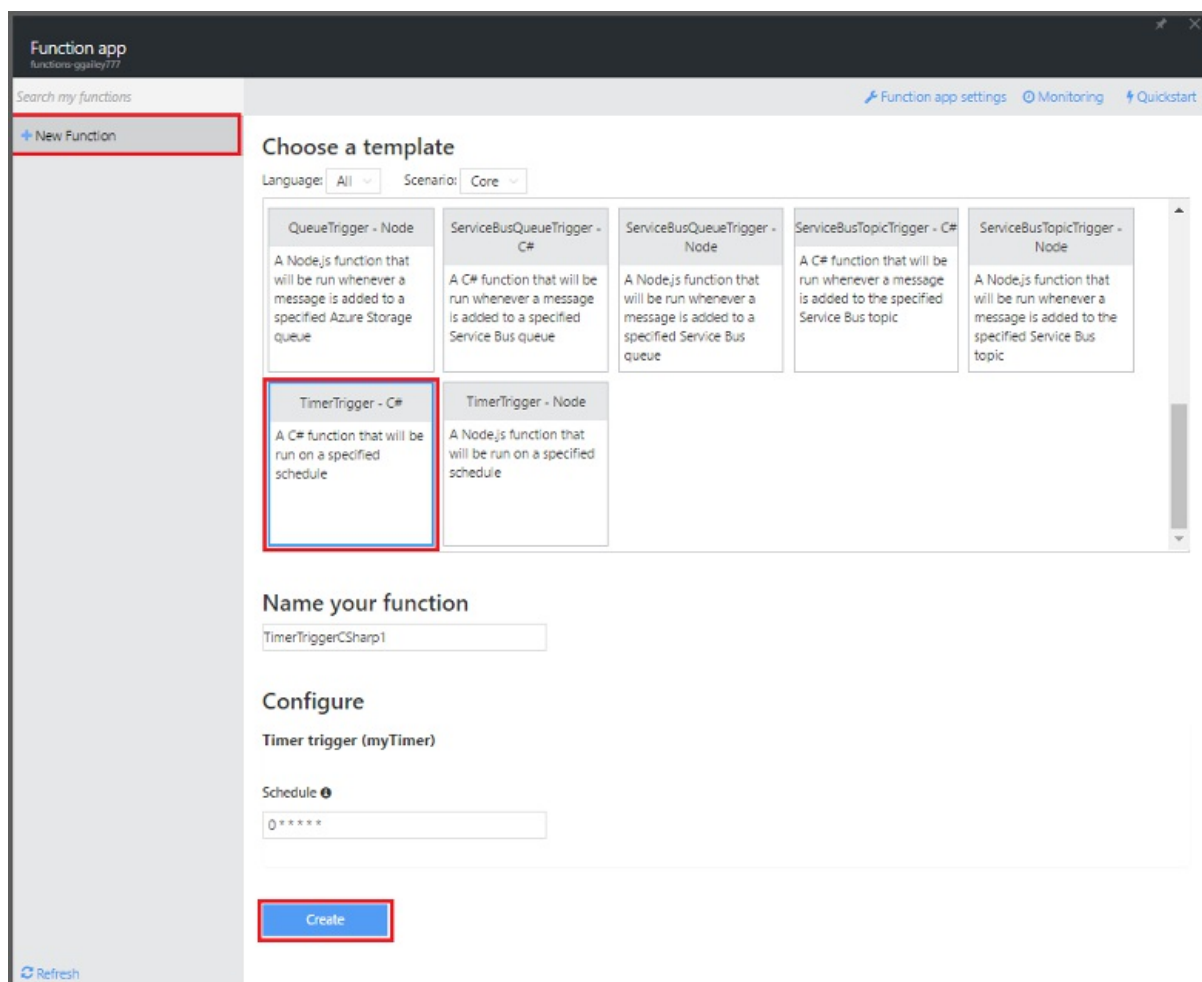 Function app
functions-ggailey777
Search my functions
Function app settings
Monitoring
Quickstart
New Function
Choose a template
Language: All
Scenario: Core
QueueTrigger - Node
A Node.js function that
will be run whenever a
message is added to a
specified Azure Storage
queue
ServiceBusQueueTrigger -
C#
A C# function that will be
run whenever a message
is added to a specified
Service Bus queue
ServiceBusQueueTrigger -
Node
A Node.js function that
will be run whenever a
message is added to a
specified Service Bus
queue
ServiceBusTopicTrigger - C#
A C# function that will be
run whenever a message
is added to the specified
Service Bus topic
ServiceBusTopicTrigger -
Node
A Node.js function that
will be run whenever a
message is added to the
specified Service Bus
topic
TimerTrigger - C#
A C# function that will be
run on a specified
schedule
TimerTrigger - Node
A Node.js function that
will be run on a specified
schedule
Name your function
TimerTriggerCSharp1
Configure
Timer trigger (myTimer)
Schedule
0 * * * * *
Create
Refresh